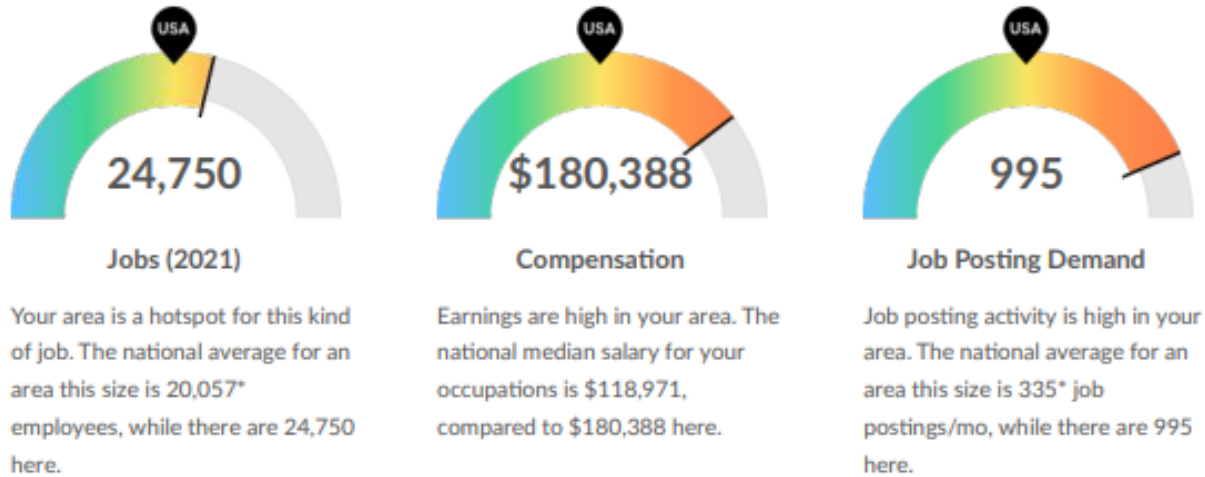 USA
24,750
Jobs (2021)
Your area is a hotspot for this kind
of job. The national average for an
area this size is 20,057*
employees, while there are 24,750
here.
USA
$180,388
Compensation
Earnings are high in your area. The
national median salary for your
occupations is $118,971,
compared to $180,388 here.
USA
995
Job Posting Demand
Job posting activity is high in your
area. The national average for an
area this size is 335* job
postings/mo, while there are 995
here.